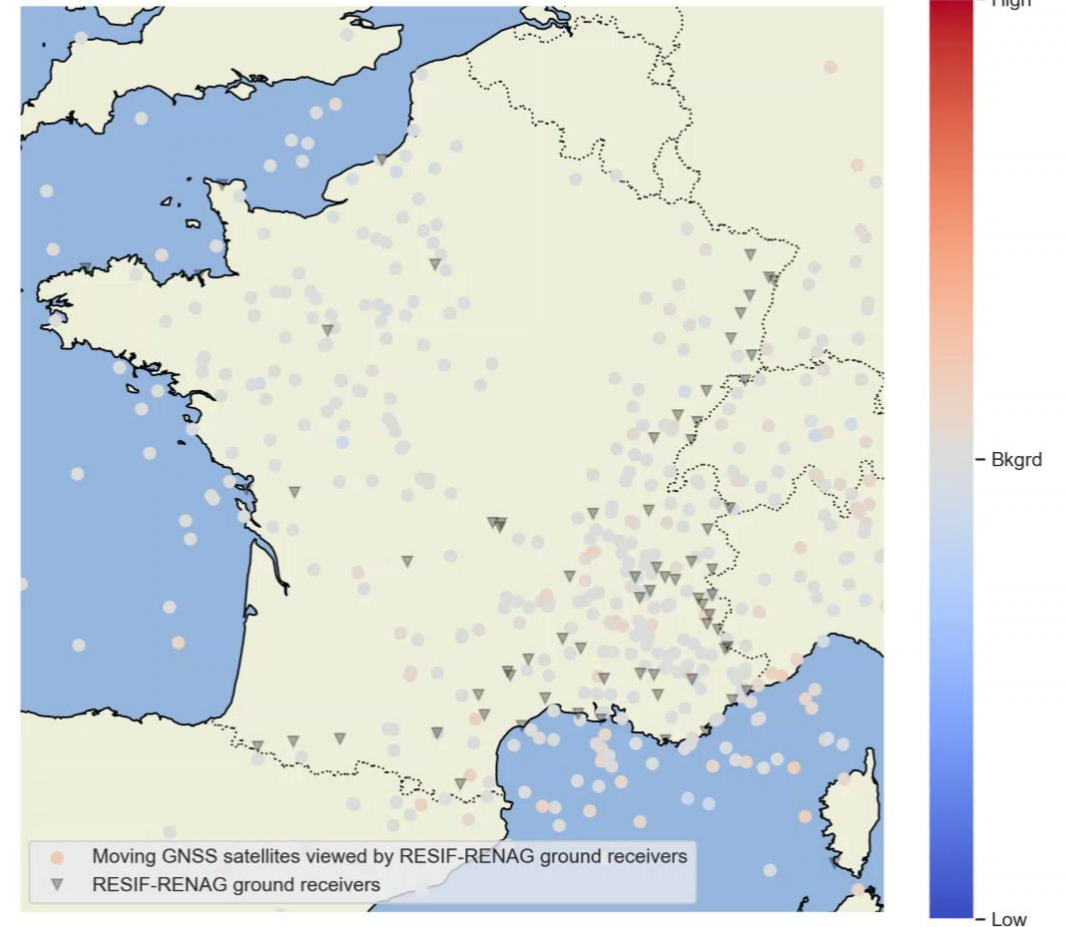 High
Bkgrd
Moving GNSS satellites viewed by RESIF-RENAG ground receivers
RESIF-RENAG ground receivers
Low